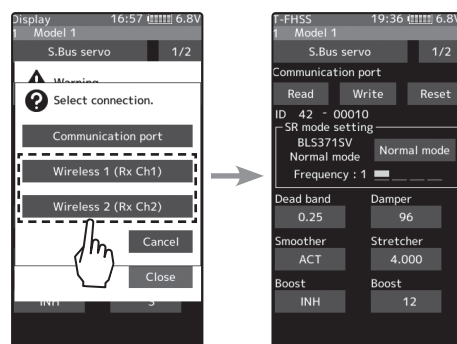 Display 16:57 6.8V
1 Model 1
S.Bus servo 1/2
Warning
Select connection.
Communication port
Wireless 1 (Rx Ch1)
Wireless 2 (Rx Ch2)
Cancel
Close
INH 3
T-FHSS 19:36 6.8V
1 Model 1
S.Bus servo 1/2
Communication port
Read Write Reset
ID 42 - 00010
SR mode setting
BLS371SV
Normal mode
Normal mode
Frequency : 1
Dead band Damper
0.25 96
Smoother Stretcher
ACT 4.000
Boost Boost
INH 12